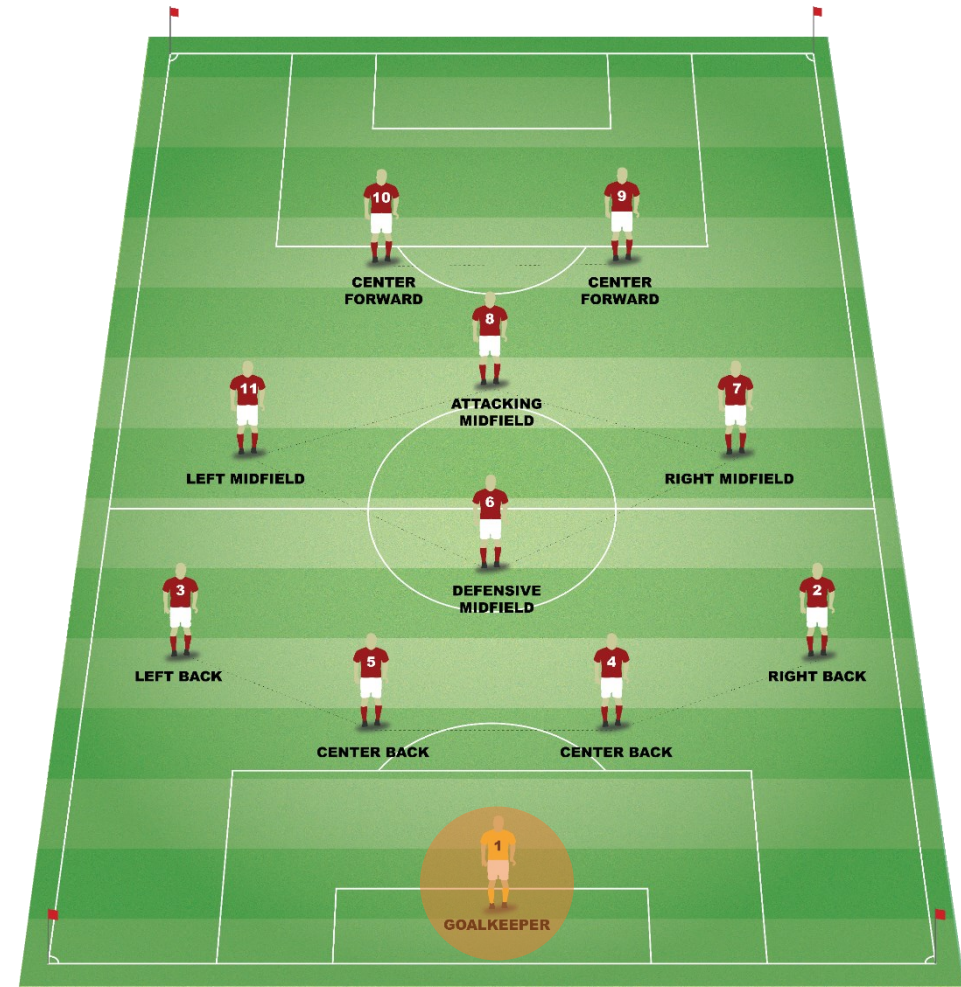 10
9
CENTER
FORWARD
CENTER
FORWARD
8
ATTACKING
MIDFIELD
11
7
LEFT MIDFIELD
RIGHT MIDFIELD
6
DEFENSIVE
MIDFIELD
3
2
LEFT BACK
RIGHT BACK
5
4
CENTER BACK
CENTER BACK
1
GOALKEEPER